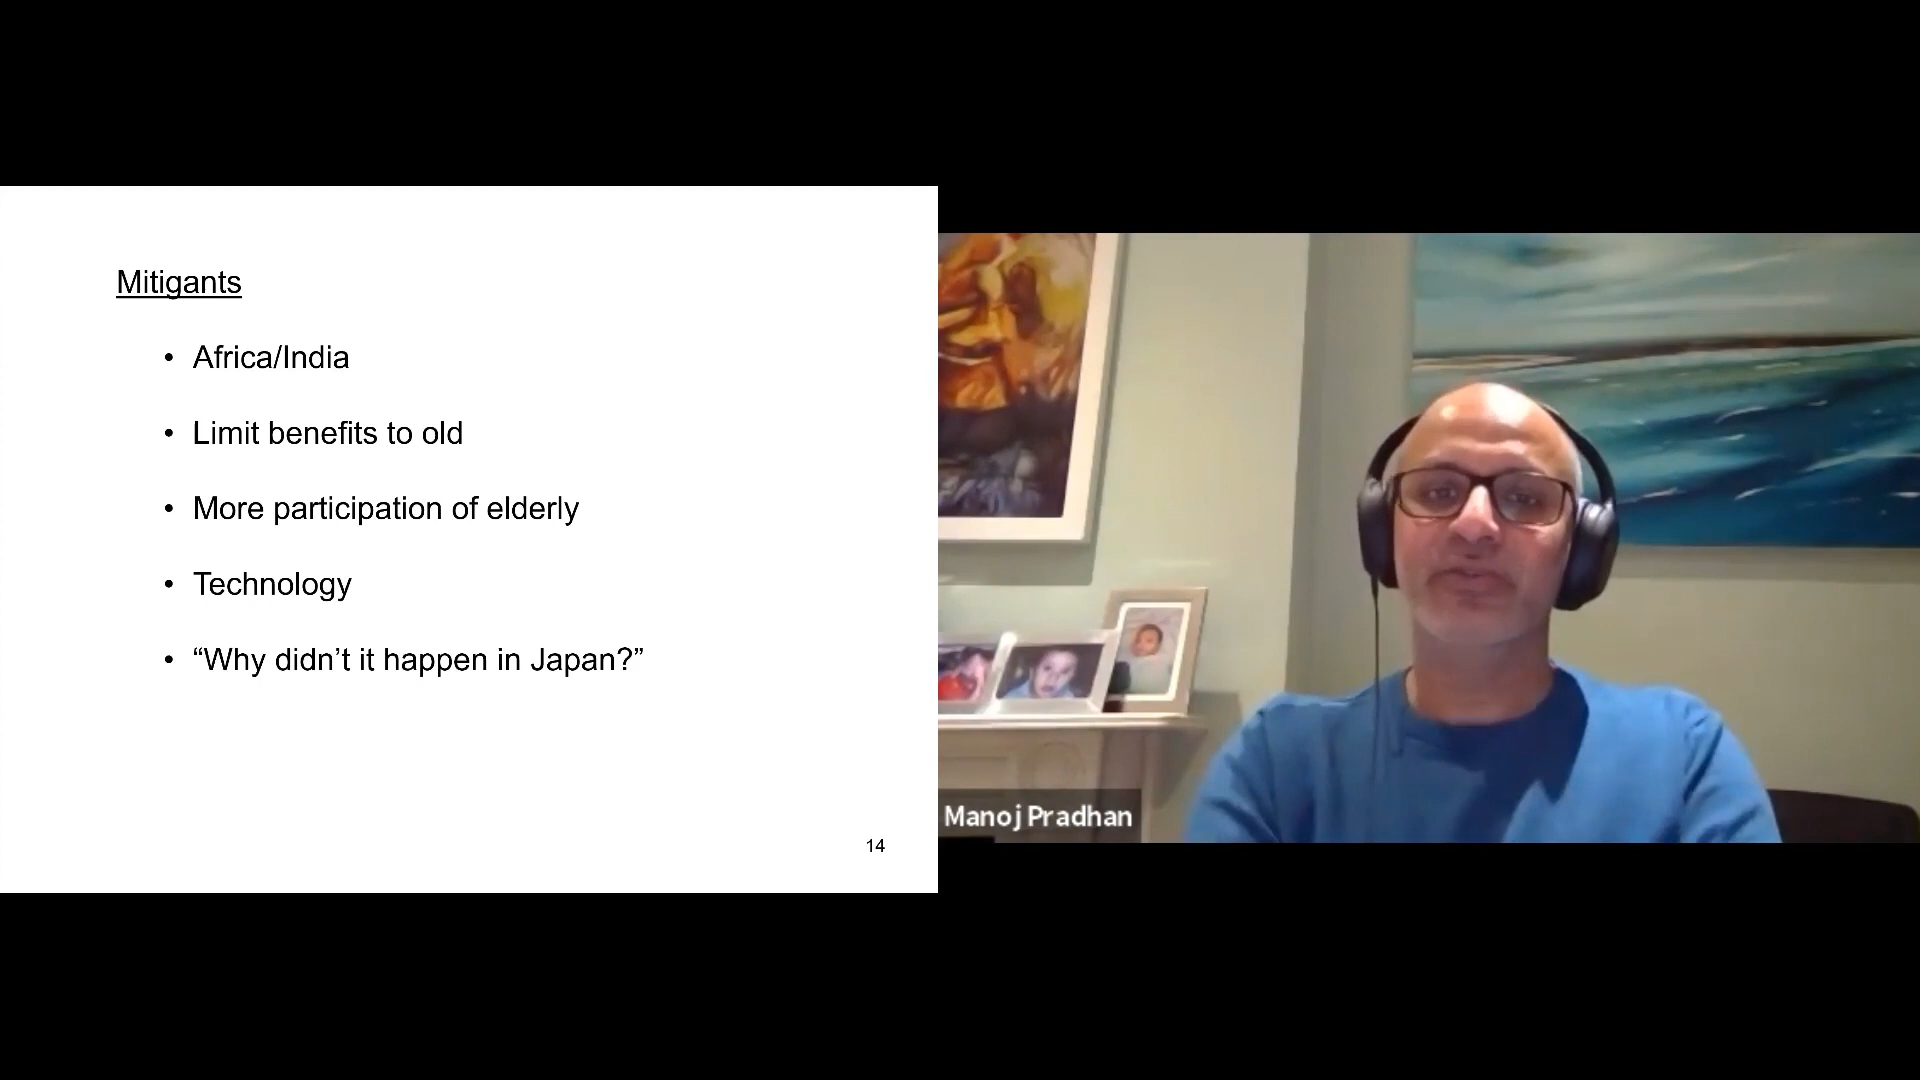 Mitigants
• Africa/India
• Limit benefits to old
• More participation of elderly
• Technology
• “Why didn’t it happen in Japan?”
14
Manoj Pradhan